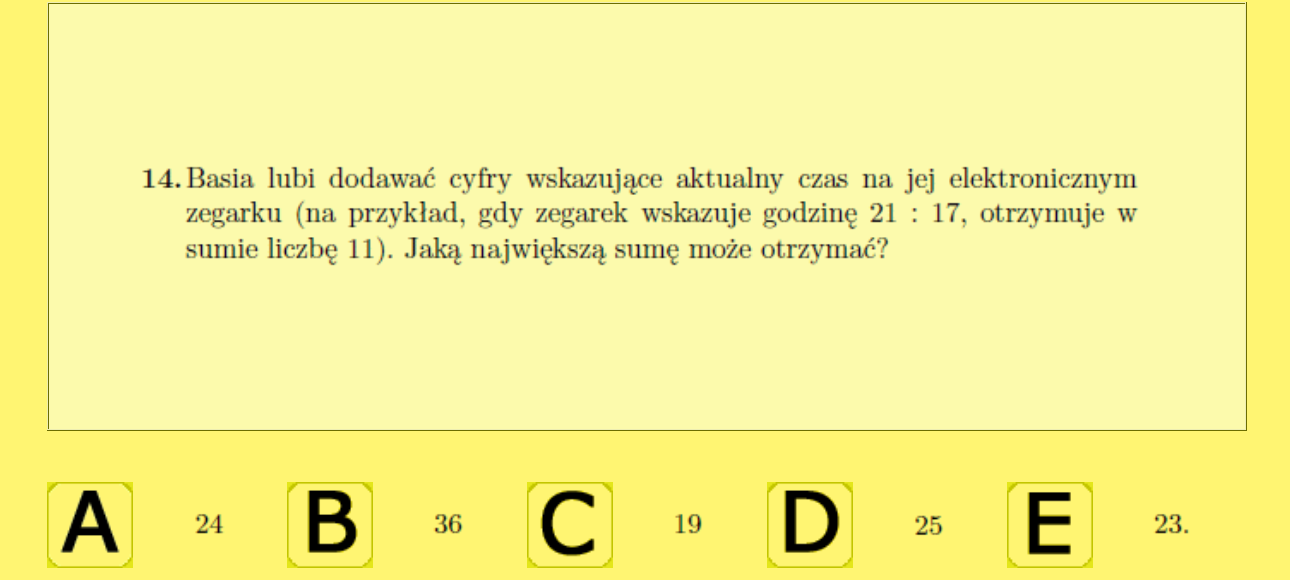 14. Basia lubi dodawać cyfry wskazujące aktualny czas na jej elektronicznym
zegarku (na przykład, gdy zegarek wskazuje godzinę 21 : 17, otrzymuje w
sumie liczbę 11). Jaką największą sumę może otrzymać?
A 24 B 36 C 19 D 25 E 23.